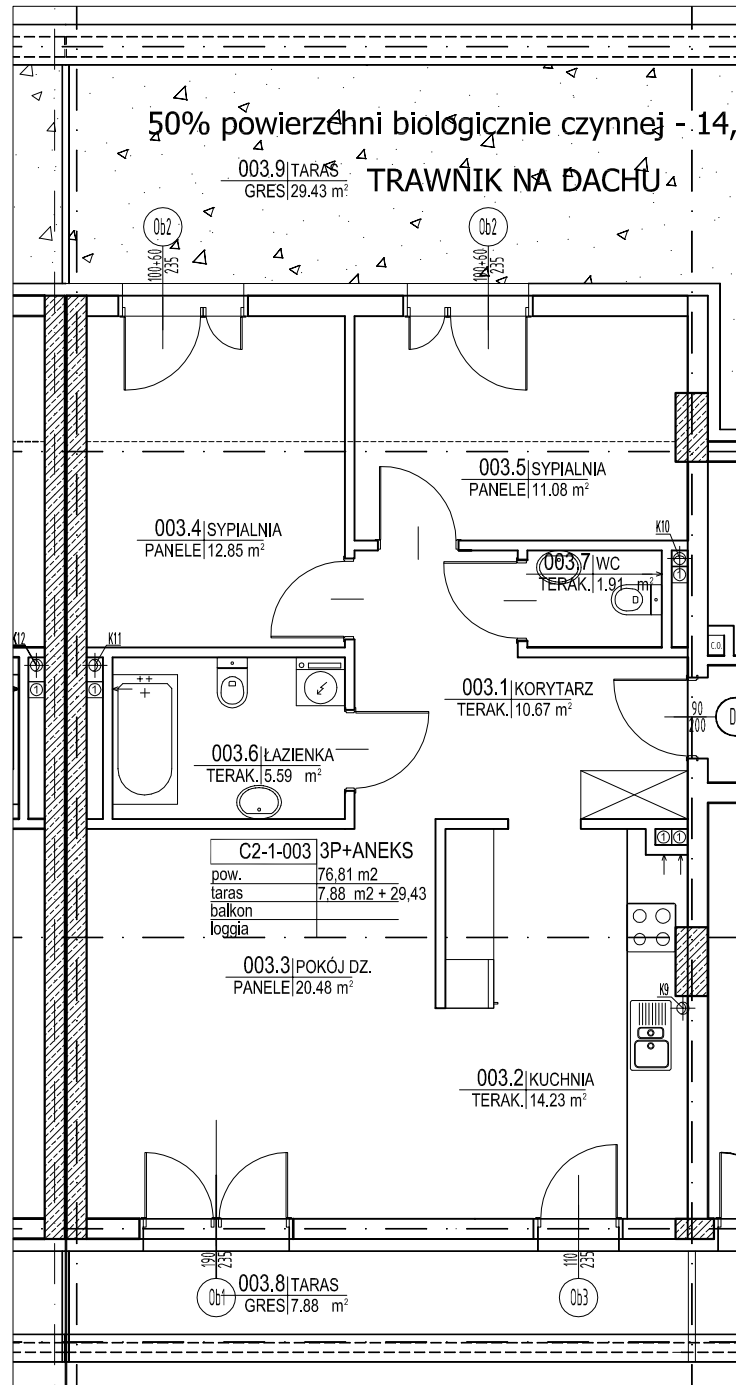 50% powierzchni biologicznie czynnej - 14,
003.9 TARAS
GRES 29.43 m²
TRAWNIK NA DACHU
Ob2
100+60
235
Ob2
100+60
235
003.5 SYPIALNIA
PANELE 11.08 m²
003.4 SYPIALNIA
PANELE 12.85 m²
K10
003.7 WC
TERAK. 1.91 m²
1
K12
K11
1
1
C.O.
003.1 KORYTARZ
TERAK. 10.67 m²
90
200
D
003.6 ŁAZIENKA
TERAK. 5.59 m²
1 1
C2-1-003 3P+ANEKS
pow. 76,81 m2
taras 7,88 m2 + 29,43
balkon
loggia
003.3 POKÓJ DZ.
PANELE 20.48 m²
K9
003.2 KUCHNIA
TERAK. 14.23 m²
190
235
110
235
Ob1
003.8 TARAS
GRES 7.88 m²
Ob3